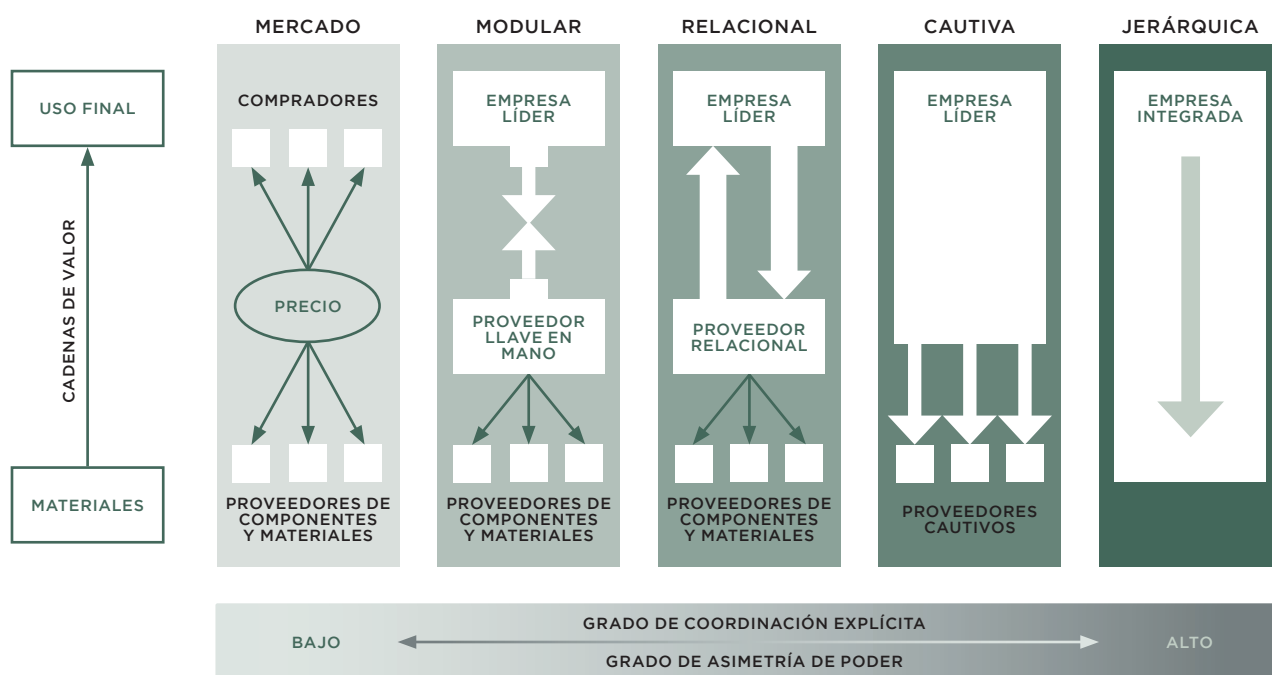 MERCADO
MODULAR
RELACIONAL
CAUTIVA
JERÁRQUICA
USO FINAL
CADENAS DE VALOR
MATERIALES
COMPRADORES
PRECIO
PROVEEDORES DE
COMPONENTES
Y MATERIALES
EMPRESA
LÍDER
PROVEEDOR
LLAVE EN
MANO
PROVEEDORES DE
COMPONENTES
Y MATERIALES
EMPRESA
LÍDER
PROVEEDOR
RELACIONAL
PROVEEDORES DE
COMPONENTES
Y MATERIALES
EMPRESA
LÍDER
PROVEEDORES
CAUTIVOS
EMPRESA
INTEGRADA
BAJO
GRADO DE COORDINACIÓN EXPLÍCITA
GRADO DE ASIMETRÍA DE PODER
ALTO